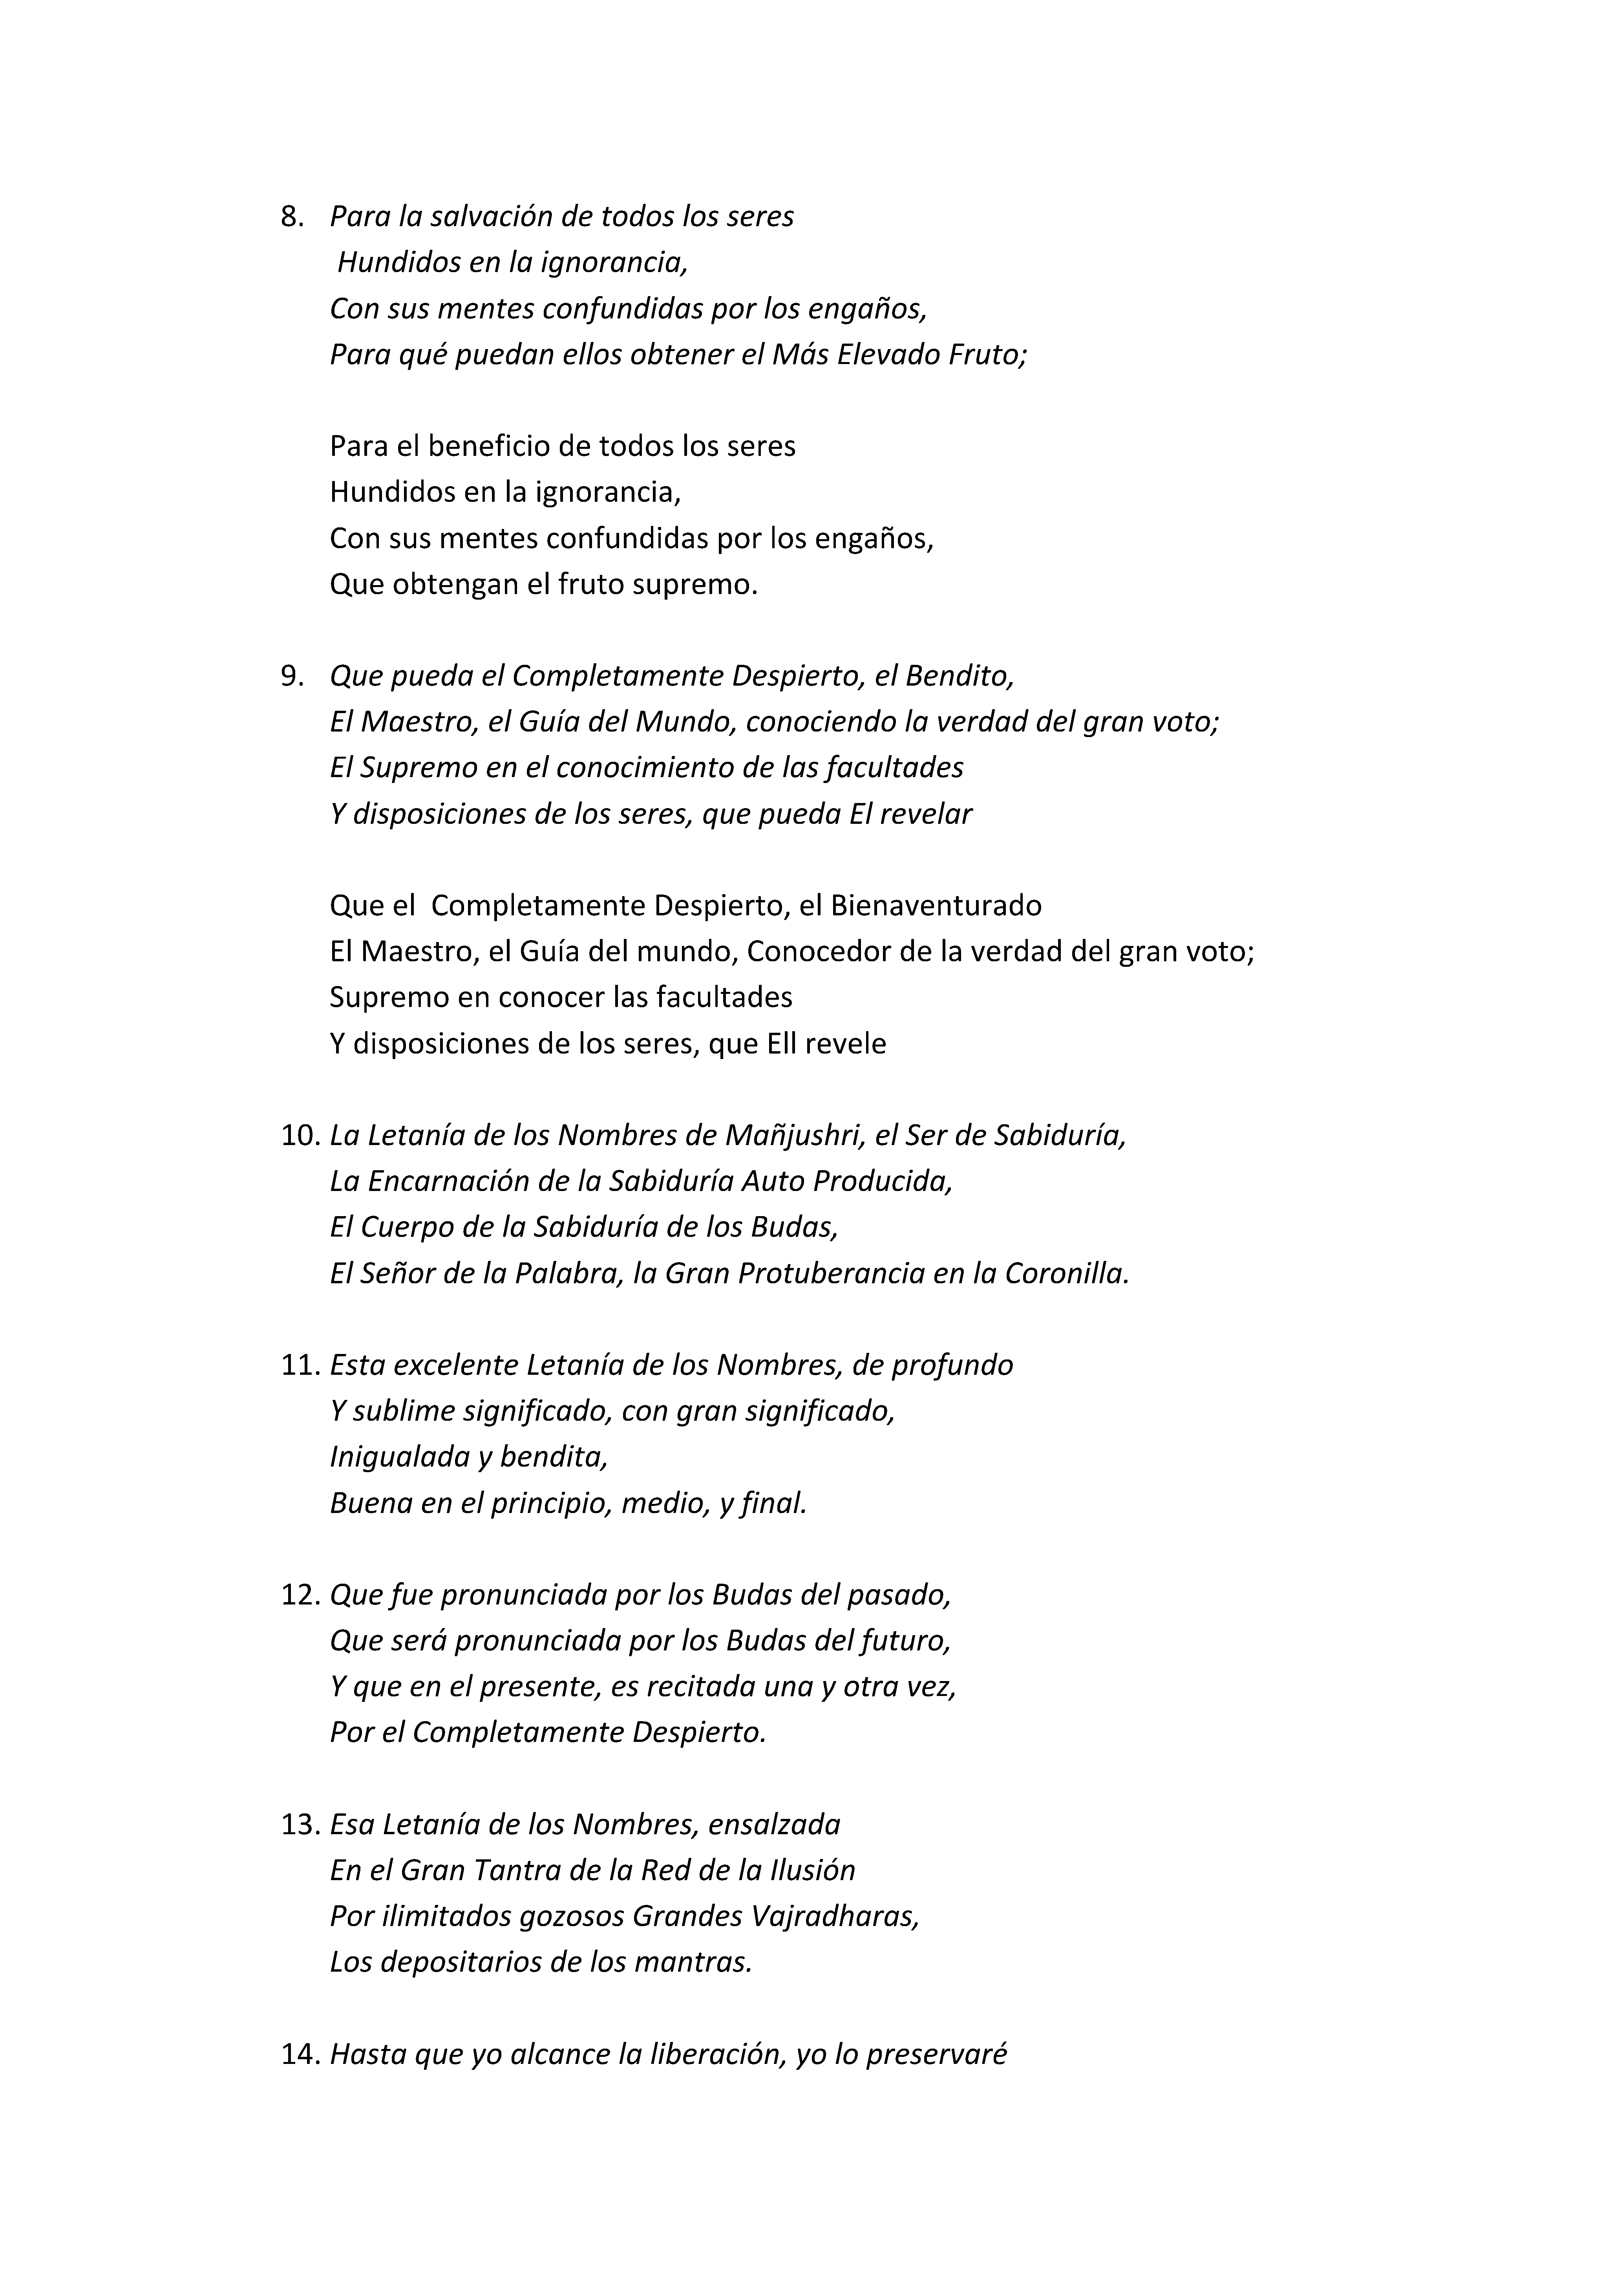 8. Para la salvación de todos los seres
Hundidos en la ignorancia,
Con sus mentes confundidas por los engaños,
Para qué puedan ellos obtener el Más Elevado Fruto;
Para el beneficio de todos los seres
Hundidos en la ignorancia,
Con sus mentes confundidas por los engaños,
Que obtengan el fruto supremo.
9. Que pueda el Completamente Despierto, el Bendito,
El Maestro, el Guía del Mundo, conociendo la verdad del gran voto;
El Supremo en el conocimiento de las facultades
Y disposiciones de los seres, que pueda El revelar
Que el Completamente Despierto, el Bienaventurado
El Maestro, el Guía del mundo, Conocedor de la verdad del gran voto;
Supremo en conocer las facultades
Y disposiciones de los seres, que Ell revele
10. La Letanía de los Nombres de Mañjushri, el Ser de Sabiduría,
La Encarnación de la Sabiduría Auto Producida,
El Cuerpo de la Sabiduría de los Budas,
El Señor de la Palabra, la Gran Protuberancia en la Coronilla.
11. Esta excelente Letanía de los Nombres, de profundo
Y sublime significado, con gran significado,
Inigualada y bendita,
Buena en el principio, medio, y final.
12. Que fue pronunciada por los Budas del pasado,
Que será pronunciada por los Budas del futuro,
Y que en el presente, es recitada una y otra vez,
Por el Completamente Despierto.
13. Esa Letanía de los Nombres, ensalzada
En el Gran Tantra de la Red de la Ilusión
Por ilimitados gozosos Grandes Vajradharas,
Los depositarios de los mantras.
14. Hasta que yo alcance la liberación, yo lo preservaré